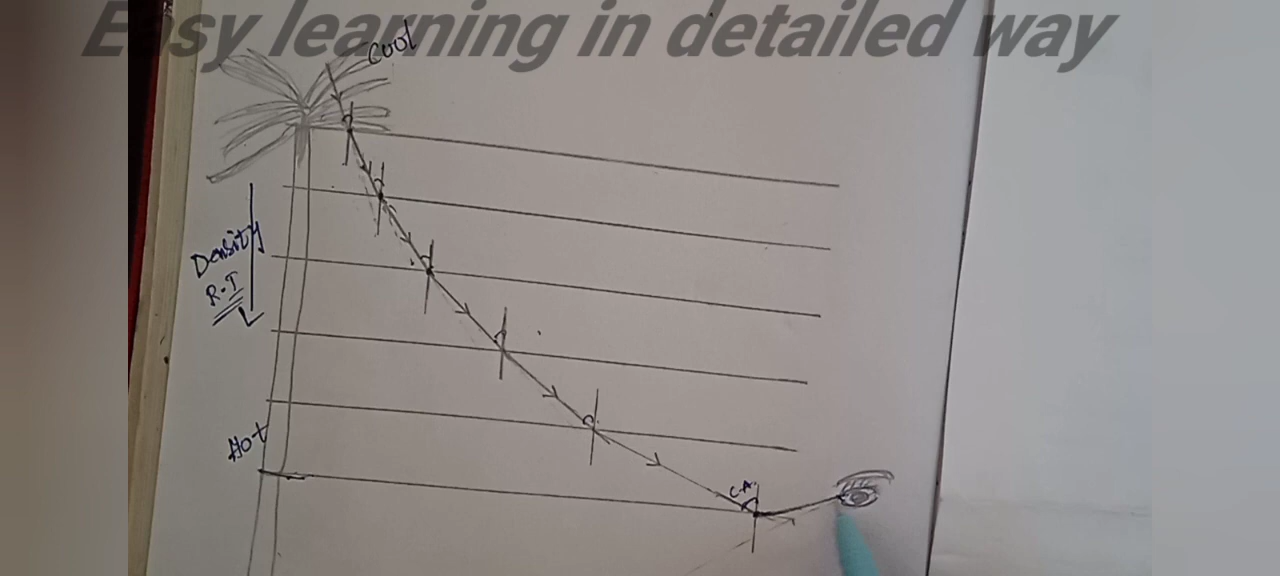 Easy learning in detailed way
cool
Density
R.I
Hot
C.A.